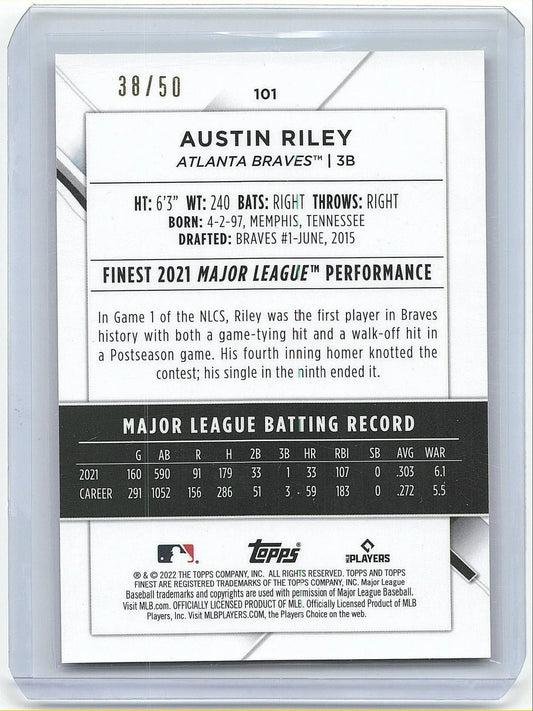 38/50
101
AUSTIN RILEY
ATLANTA BRAVES™ | 3B
HT: 6'3" WT: 240 BATS: RIGHT THROWS: RIGHT
BORN: 4-2-97, MEMPHIS, TENNESSEE
DRAFTED: BRAVES #1-JUNE, 2015
FINEST 2021 MAJOR LEAGUE™ PERFORMANCE
In Game 1 of the NLCS, Riley was the first player in Braves
history with both a game-tying hit and a walk-off hit in
a Postseason game. His fourth inning homer knotted the
contest; his single in the ninth ended it.
MAJOR LEAGUE BATTING RECORD
G AB R H 2B 3B HR RBI SB AVG WAR
2021 160 590 91 179 33 1 33 107 0 .303 6.1
CAREER 291 1052 156 286 51 3 59 183 0 .272 5.5
Topps
MLB PLAYERS
® & © 2022 THE TOPPS COMPANY, INC. ALL RIGHTS RESERVED. TOPPS AND TOPPS
FINEST ARE REGISTERED TRADEMARKS OF THE TOPPS COMPANY, INC. Major League
Baseball trademarks and copyrights are used with permission of Major League Baseball.
Visit MLB.com. OFFICIALLY LICENSED PRODUCT OF MLB. Officially Licensed Product of MLB
Players, Inc. Visit MLBPLAYERS.COM, the Players Choice on the web.